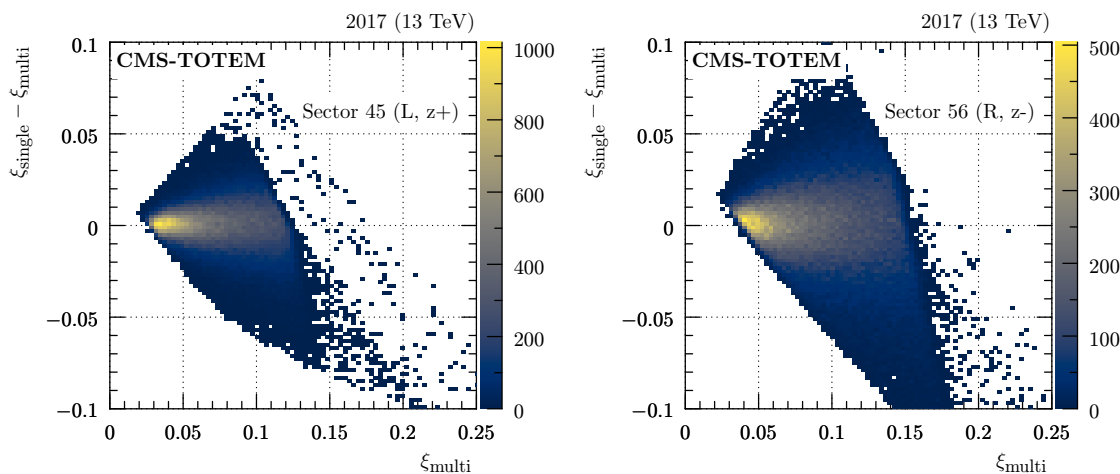 2017 (13 TeV)
CMS-TOTEM
Sector 45 (L, z+)
ξsingle − ξmulti
0.1
0.05
0
−0.05
−0.1
0 0.05 0.1 0.15 0.2 0.25
ξmulti
1000
800
600
400
200
0
2017 (13 TeV)
CMS-TOTEM
Sector 56 (R, z-)
ξsingle − ξmulti
0.1
0.05
0
−0.05
−0.1
0 0.05 0.1 0.15 0.2 0.25
ξmulti
500
400
300
200
100
0